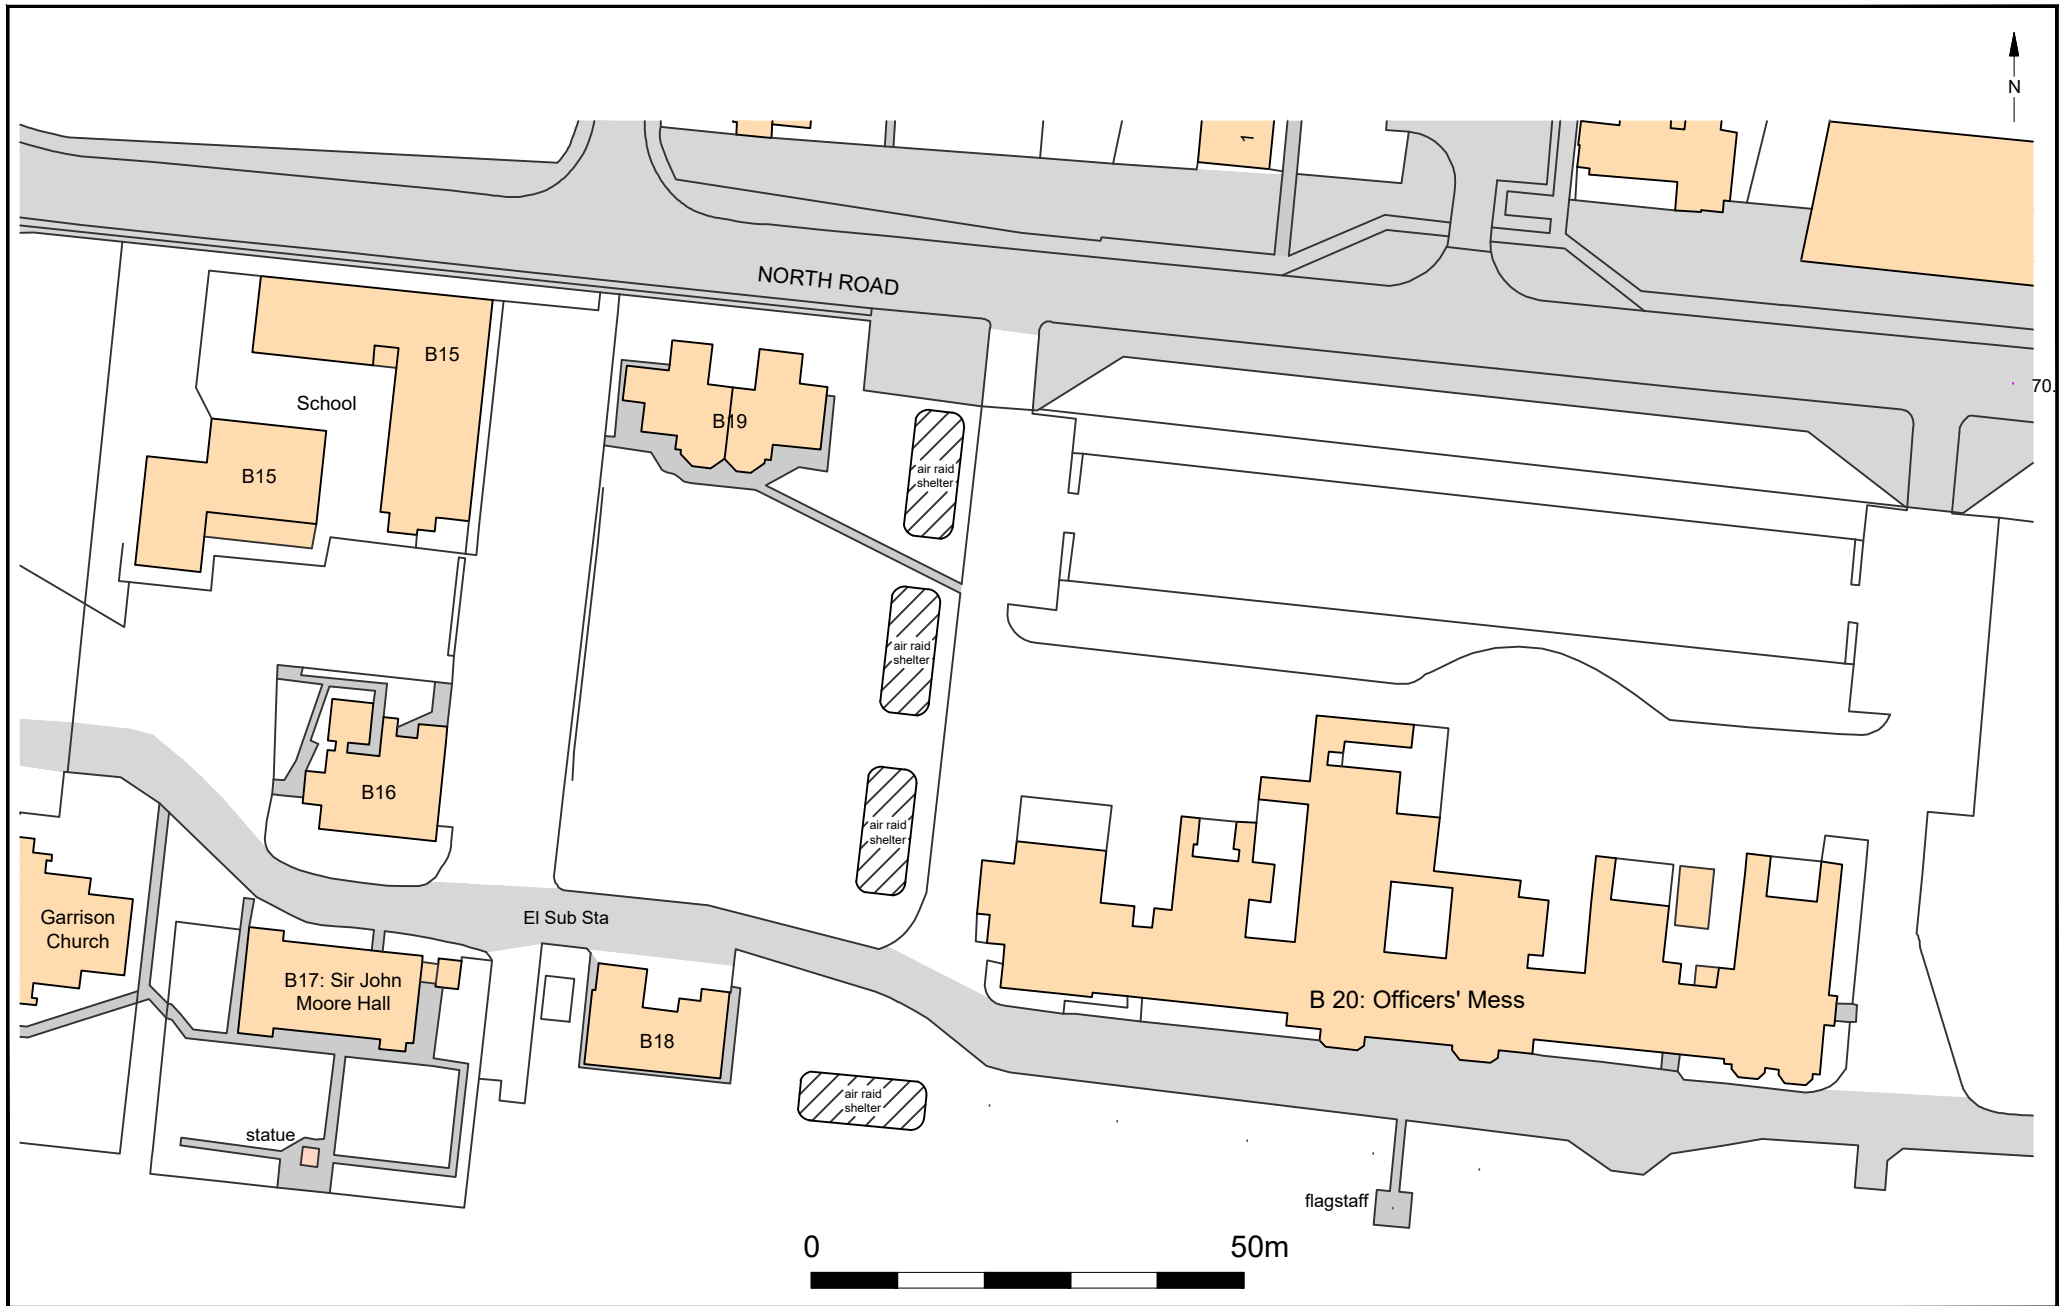 N
1
NORTH ROAD
70.
B15
School
B19
B15
air raid
shelter
air raid
shelter
B16
air raid
shelter
Garrison
Church
El Sub Sta
B17: Sir John
Moore Hall
B 20: Officers' Mess
B18
air raid
shelter
statue
flagstaff
0
50m